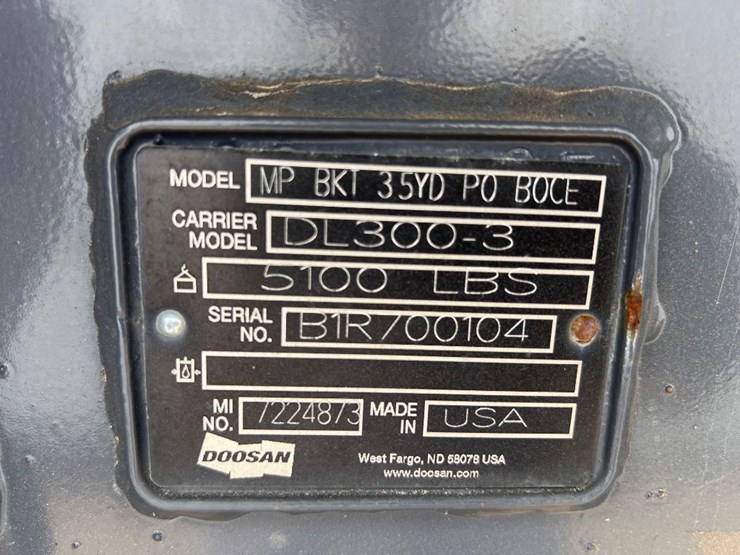 MODEL MP BKT 3.5YD PO BOCE
CARRIER MODEL DL300-3
5100 LBS
SERIAL NO. B1R700104
MI NO. 7224873 MADE IN USA
DOOSAN
West Fargo, ND 58078 USA
www.doosan.com